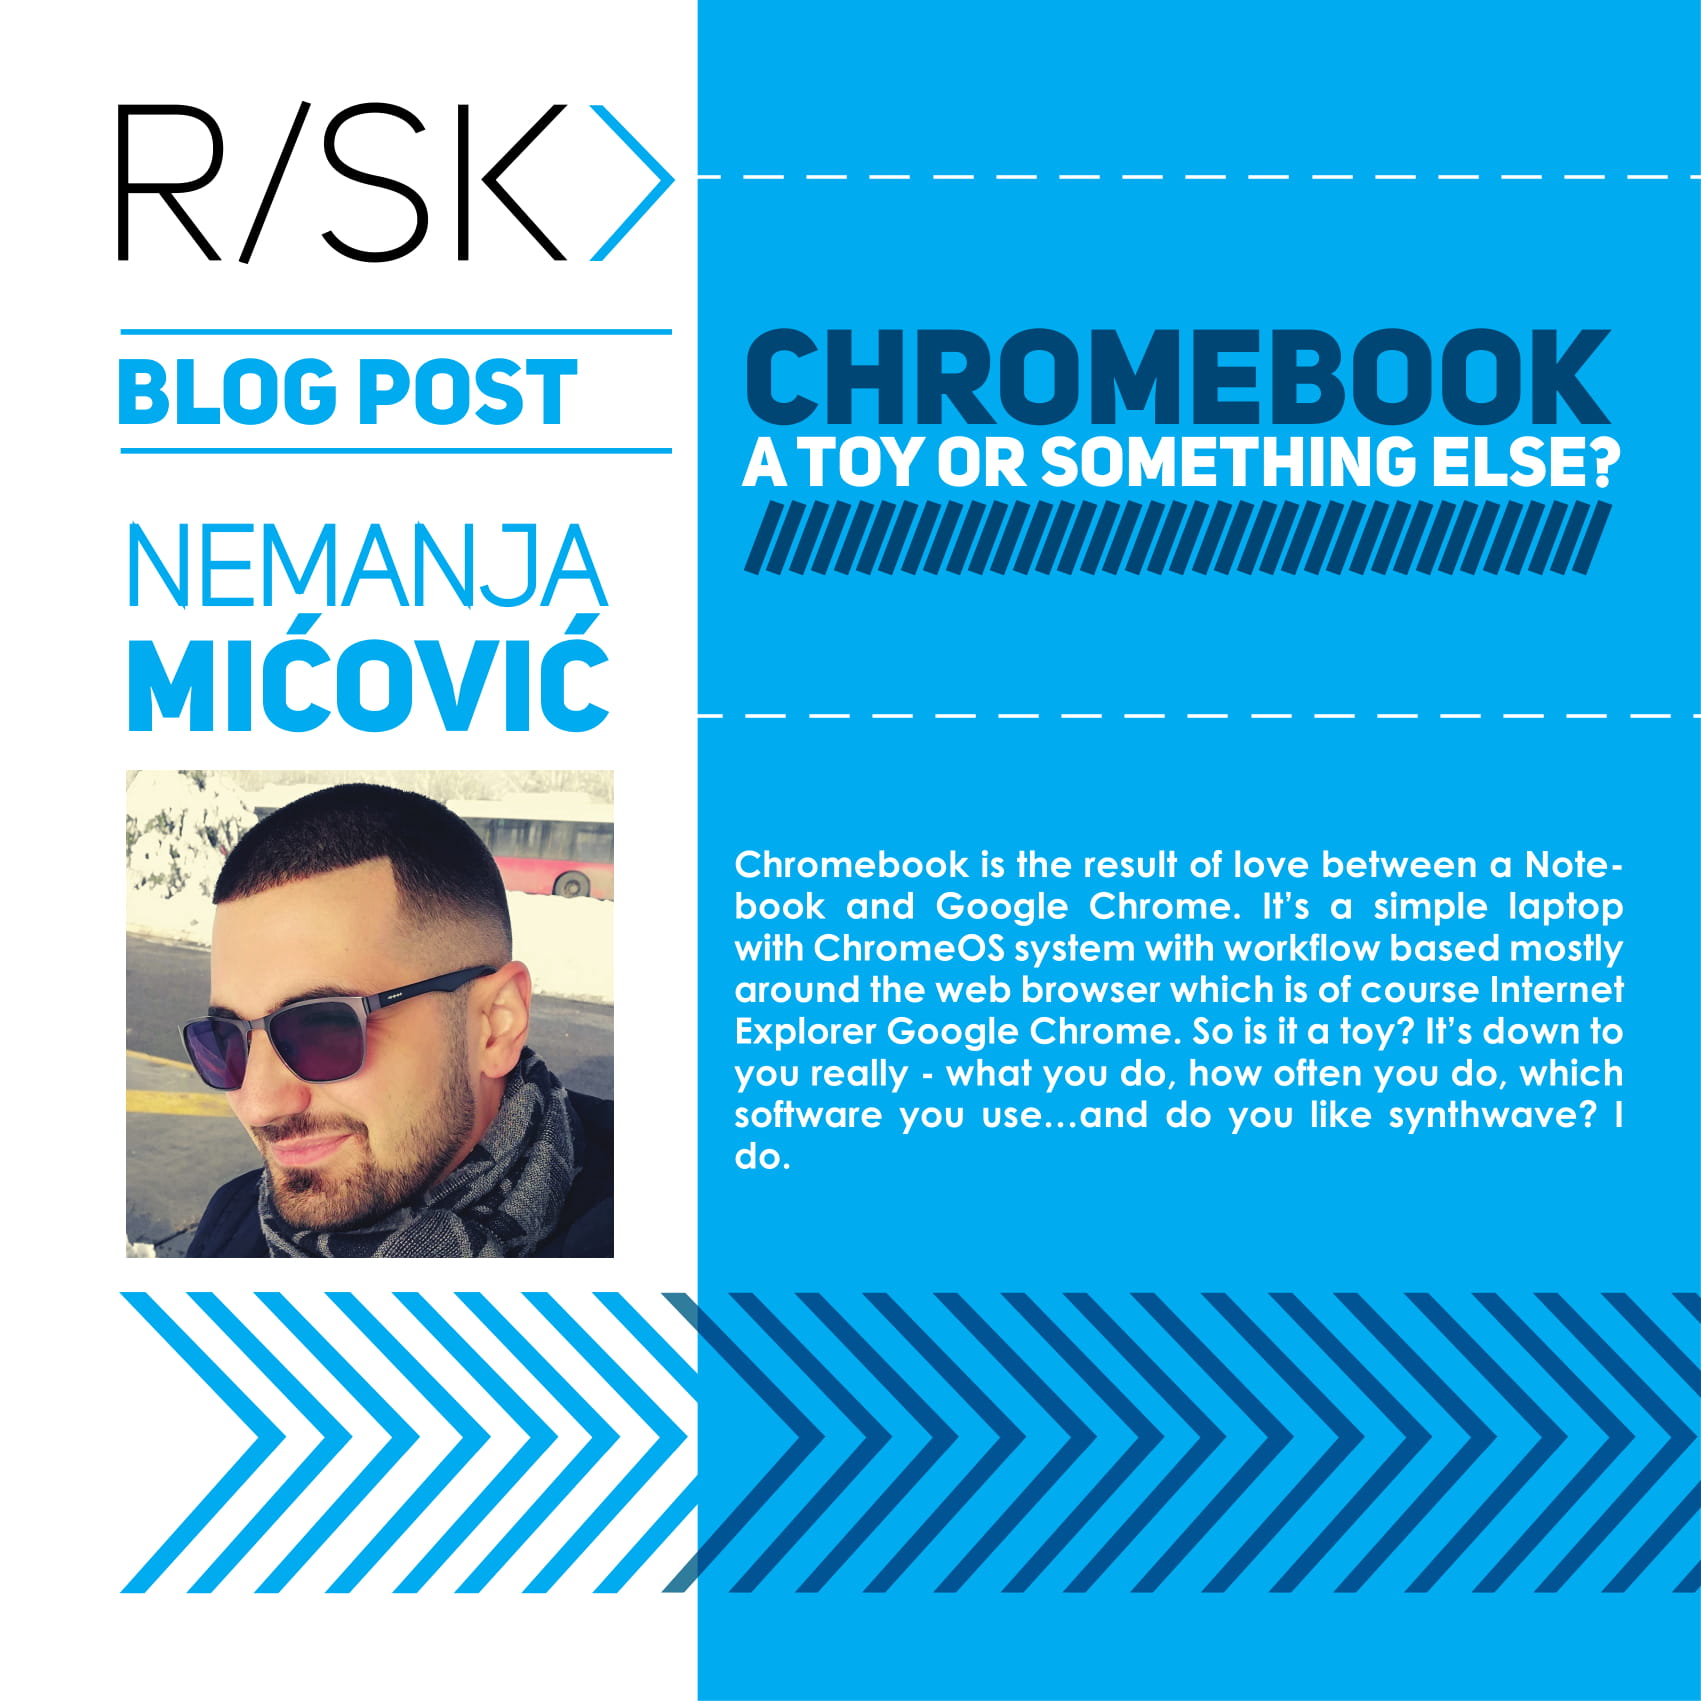 R/SK>
BLOG POST
NEMANJA
MIĆOVIĆ
CHROMEBOOK
A TOY OR SOMETHING ELSE?
Chromebook is the result of love between a Note-
book and Google Chrome. It's a simple laptop
with ChromeOS system with workflow based mostly
around the web browser which is of course Internet
Explorer Google Chrome. So is it a toy? It's down to
you really - what you do, how often you do, which
software you use...and do you like synthwave? I
do.